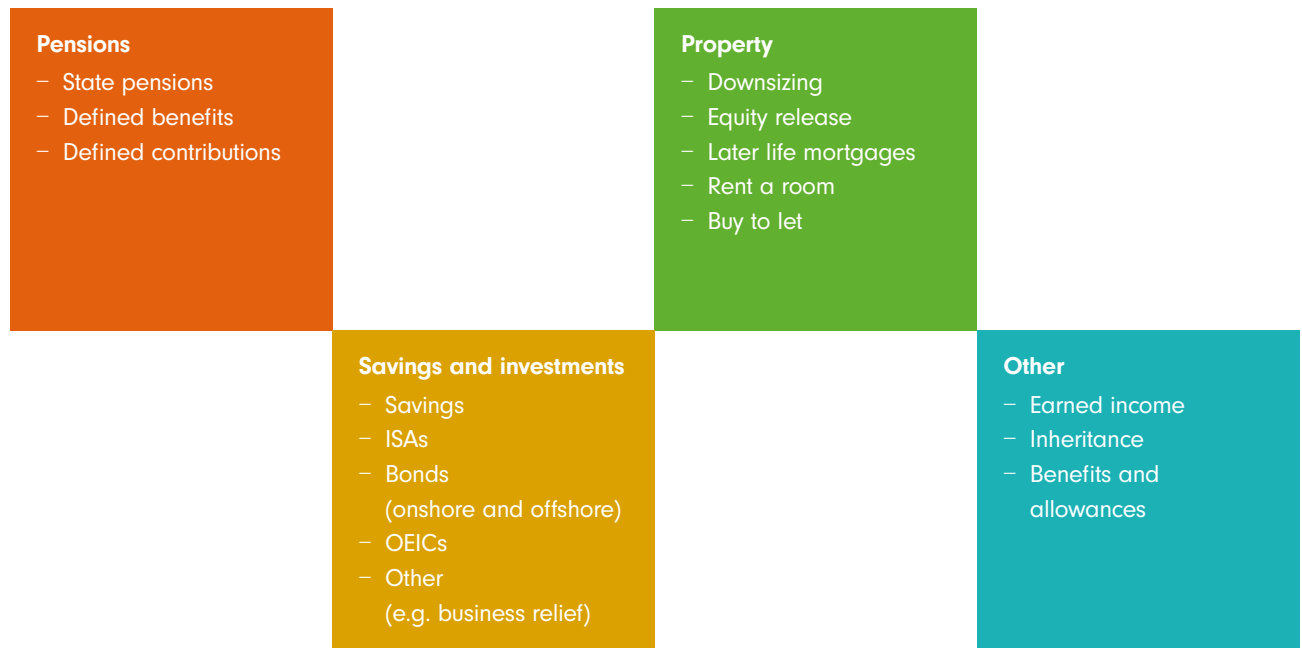 Pensions
– State pensions
– Defined benefits
– Defined contributions
Savings and investments
– Savings
– ISAs
– Bonds
(onshore and offshore)
– OEICs
– Other
(e.g. business relief)
Property
– Downsizing
– Equity release
– Later life mortgages
– Rent a room
– Buy to let
Other
– Earned income
– Inheritance
– Benefits and
allowances